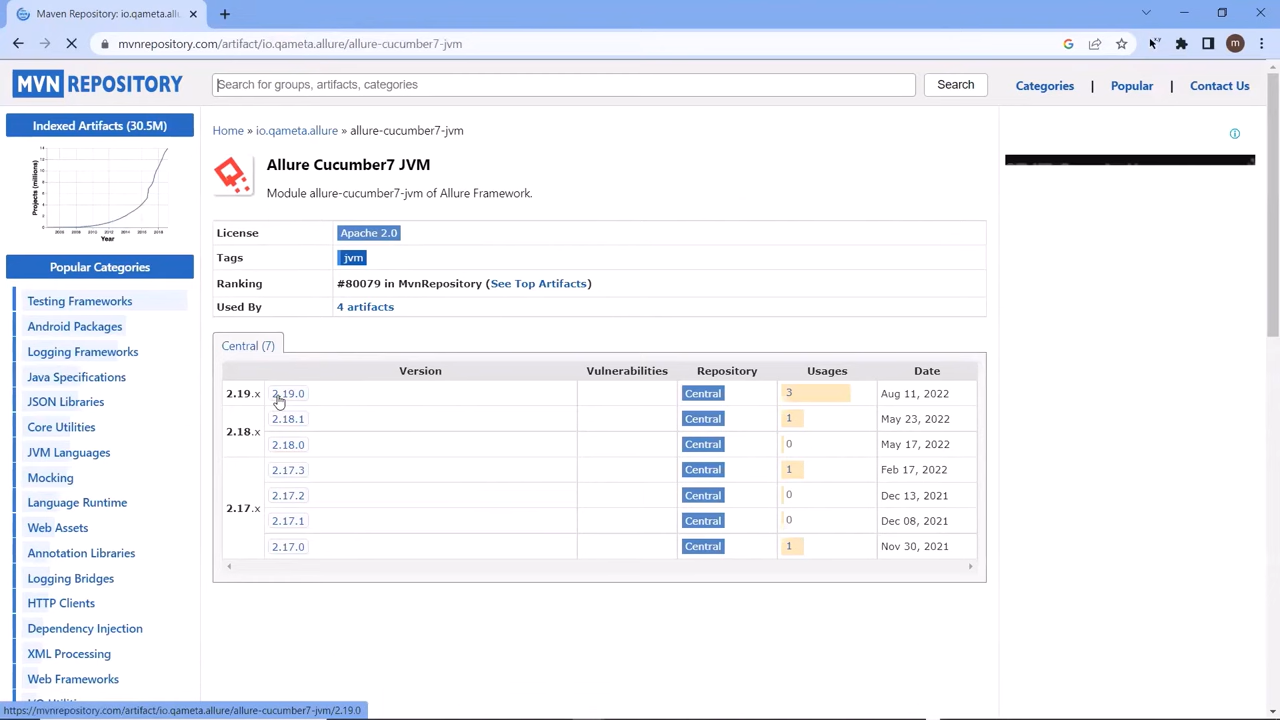 Maven Repository: io.qameta.allu
mvnrepository.com/artifact/io.qameta.allure/allure-cucumber7-jvm
m
MVN REPOSITORY
Search for groups, artifacts, categories
Search
Categories | Popular | Contact Us
Indexed Artifacts (30.5M)
Projects (millions)
Year
Popular Categories
Testing Frameworks
Android Packages
Logging Frameworks
Java Specifications
JSON Libraries
Core Utilities
JVM Languages
Mocking
Language Runtime
Web Assets
Annotation Libraries
Logging Bridges
HTTP Clients
Dependency Injection
XML Processing
Web Frameworks
Home » io.qameta.allure » allure-cucumber7-jvm
Allure Cucumber7 JVM
Module allure-cucumber7-jvm of Allure Framework.
License Apache 2.0
Tags jvm
Ranking #80079 in MvnRepository (See Top Artifacts)
Used By 4 artifacts
Central (7)
Version Vulnerabilities Repository Usages Date
2.19.x 2.19.0 Central 3 Aug 11, 2022
2.18.x 2.18.1 Central 1 May 23, 2022
2.18.0 Central 0 May 17, 2022
2.17.x 2.17.3 Central 1 Feb 17, 2022
2.17.2 Central 0 Dec 13, 2021
2.17.1 Central 0 Dec 08, 2021
2.17.0 Central 1 Nov 30, 2021
https://mvnrepository.com/artifact/io.qameta.allure/allure-cucumber7-jvm/2.19.0